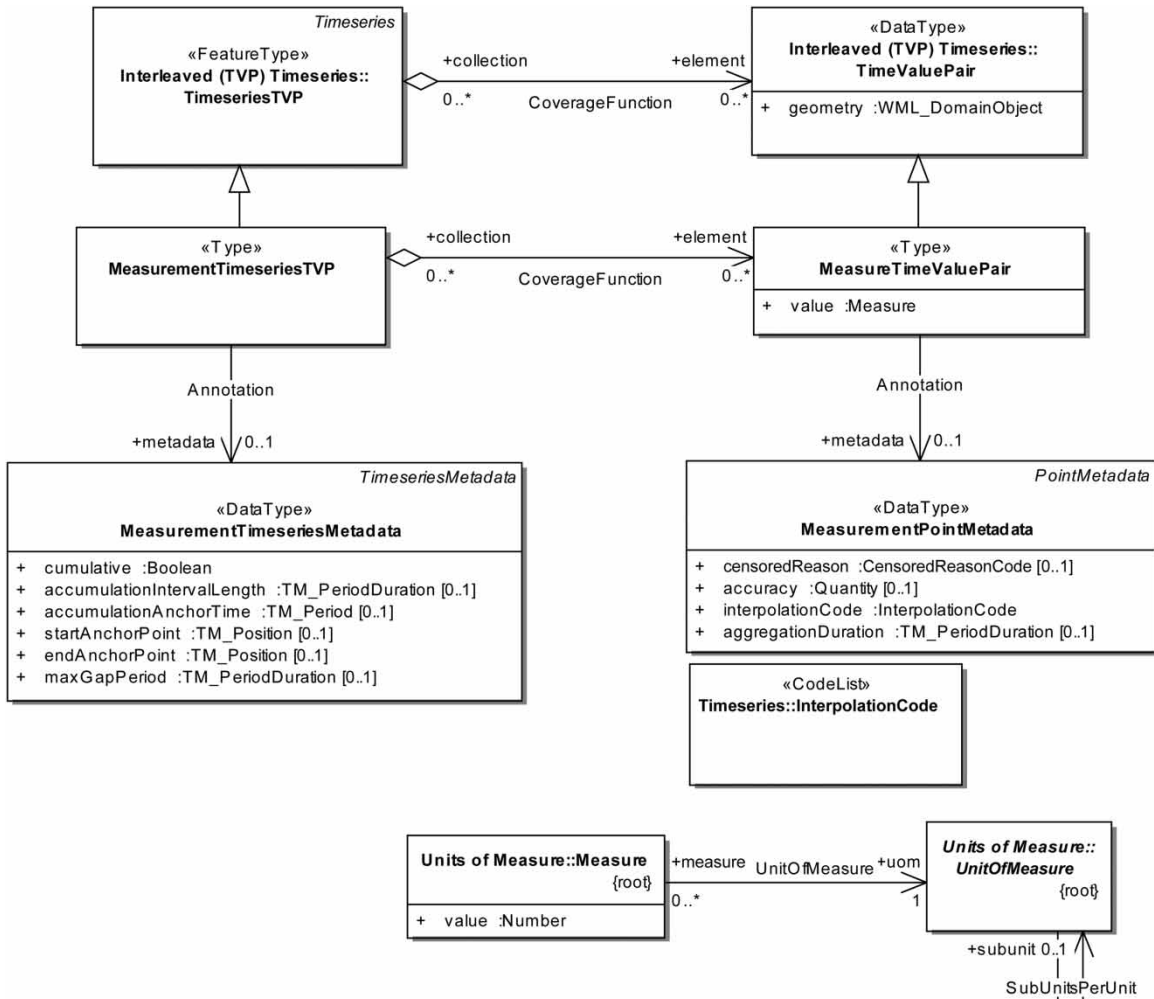 Timeseries
«FeatureType»
Interleaved (TVP) Timeseries::
TimeseriesTVP
+collection
0..*
CoverageFunction
+element
0..*
«DataType»
Interleaved (TVP) Timeseries::
TimeValuePair
+ geometry :WML_DomainObject
«Type»
MeasurementTimeseriesTVP
+collection
0..*
CoverageFunction
+element
0..*
«Type»
MeasureTimeValuePair
+ value :Measure
Annotation
+metadata 0..1
Annotation
+metadata 0..1
TimeseriesMetadata
«DataType»
MeasurementTimeseriesMetadata
+ cumulative :Boolean
+ accumulationIntervalLength :TM_PeriodDuration [0..1]
+ accumulationAnchorTime :TM_Period [0..1]
+ startAnchorPoint :TM_Position [0..1]
+ endAnchorPoint :TM_Position [0..1]
+ maxGapPeriod :TM_PeriodDuration [0..1]
PointMetadata
«DataType»
MeasurementPointMetadata
+ censoredReason :CensoredReasonCode [0..1]
+ accuracy :Quantity [0..1]
+ interpolationCode :InterpolationCode
+ aggregationDuration :TM_PeriodDuration [0..1]
«CodeList»
Timeseries::InterpolationCode
Units of Measure::Measure
{root}
+ value :Number
+measure
0..*
UnitOfMeasure
+uom
1
Units of Measure::
UnitOfMeasure
{root}
+subunit 0..1
SubUnitsPerUnit